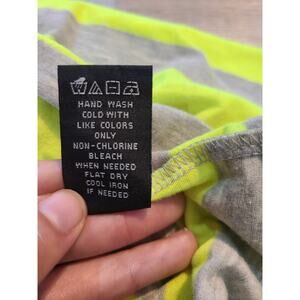 HAND WASH
COLD WITH
LIKE COLORS
ONLY
NON-CHLORINE
BLEACH
WHEN NEEDED
FLAT DRY
COOL IRON
IF NEEDED